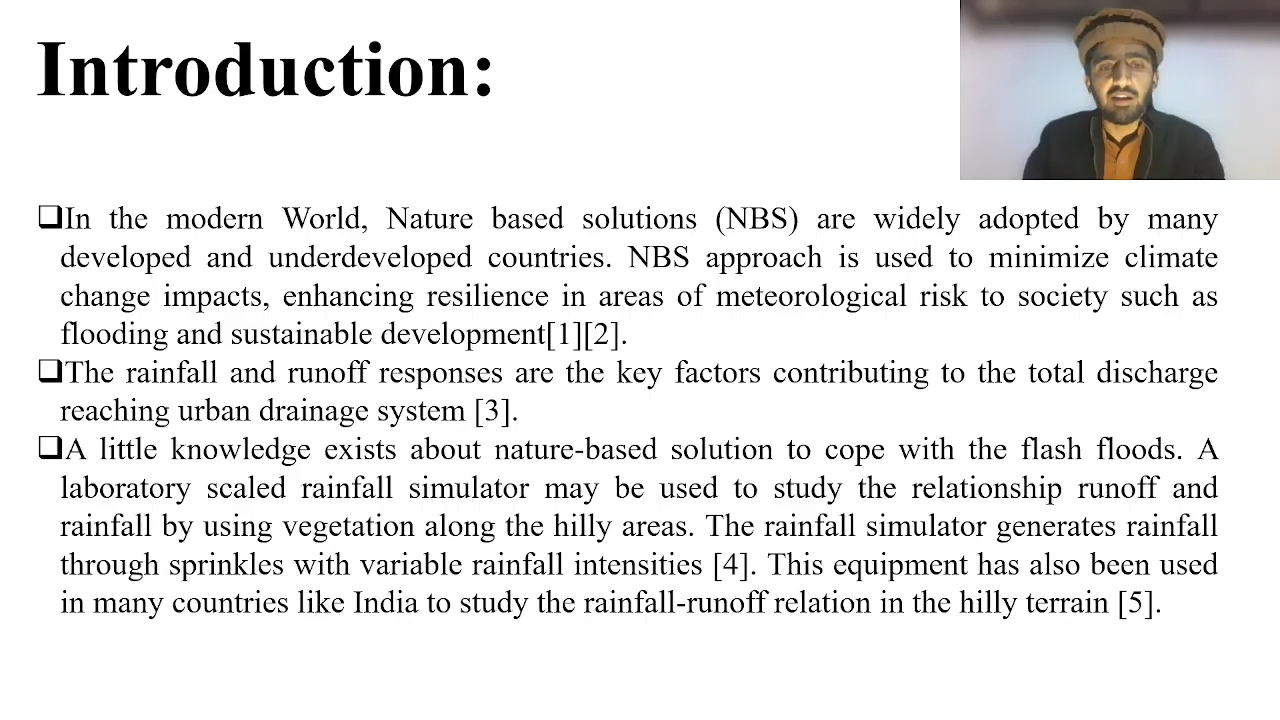 Introduction:
❑In the modern World, Nature based solutions (NBS) are widely adopted by many
developed and underdeveloped countries. NBS approach is used to minimize climate
change impacts, enhancing resilience in areas of meteorological risk to society such as
flooding and sustainable development[1][2].
❑The rainfall and runoff responses are the key factors contributing to the total discharge
reaching urban drainage system [3].
❑A little knowledge exists about nature-based solution to cope with the flash floods. A
laboratory scaled rainfall simulator may be used to study the relationship runoff and
rainfall by using vegetation along the hilly areas. The rainfall simulator generates rainfall
through sprinkles with variable rainfall intensities [4]. This equipment has also been used
in many countries like India to study the rainfall-runoff relation in the hilly terrain [5].